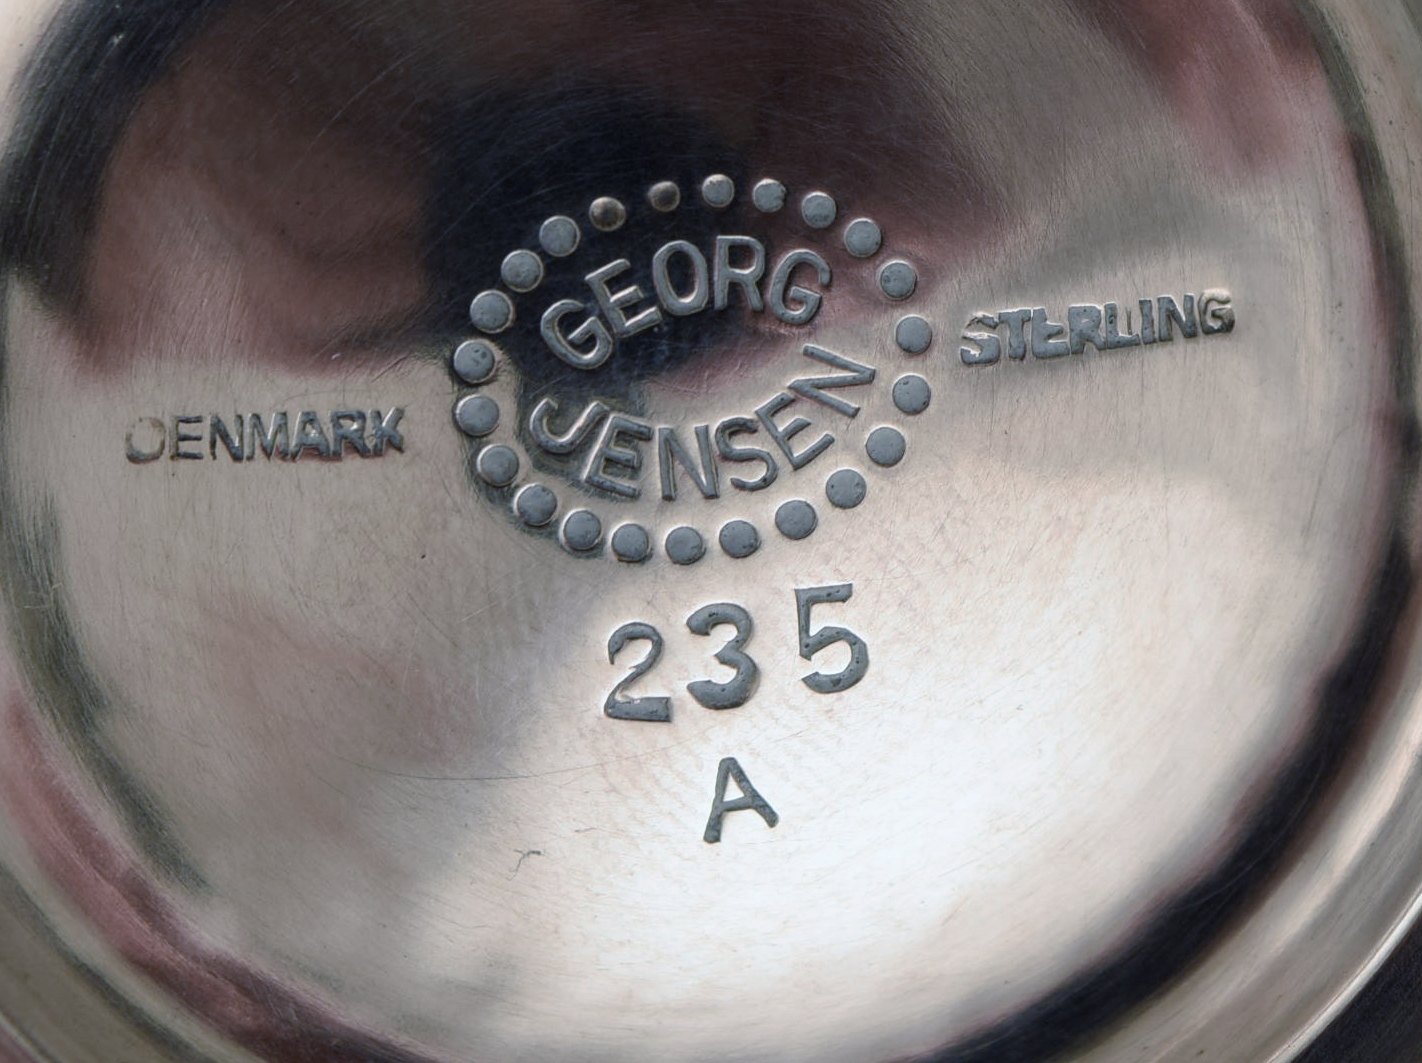 GEORG
JENSEN
DENMARK
STERLING
235
A